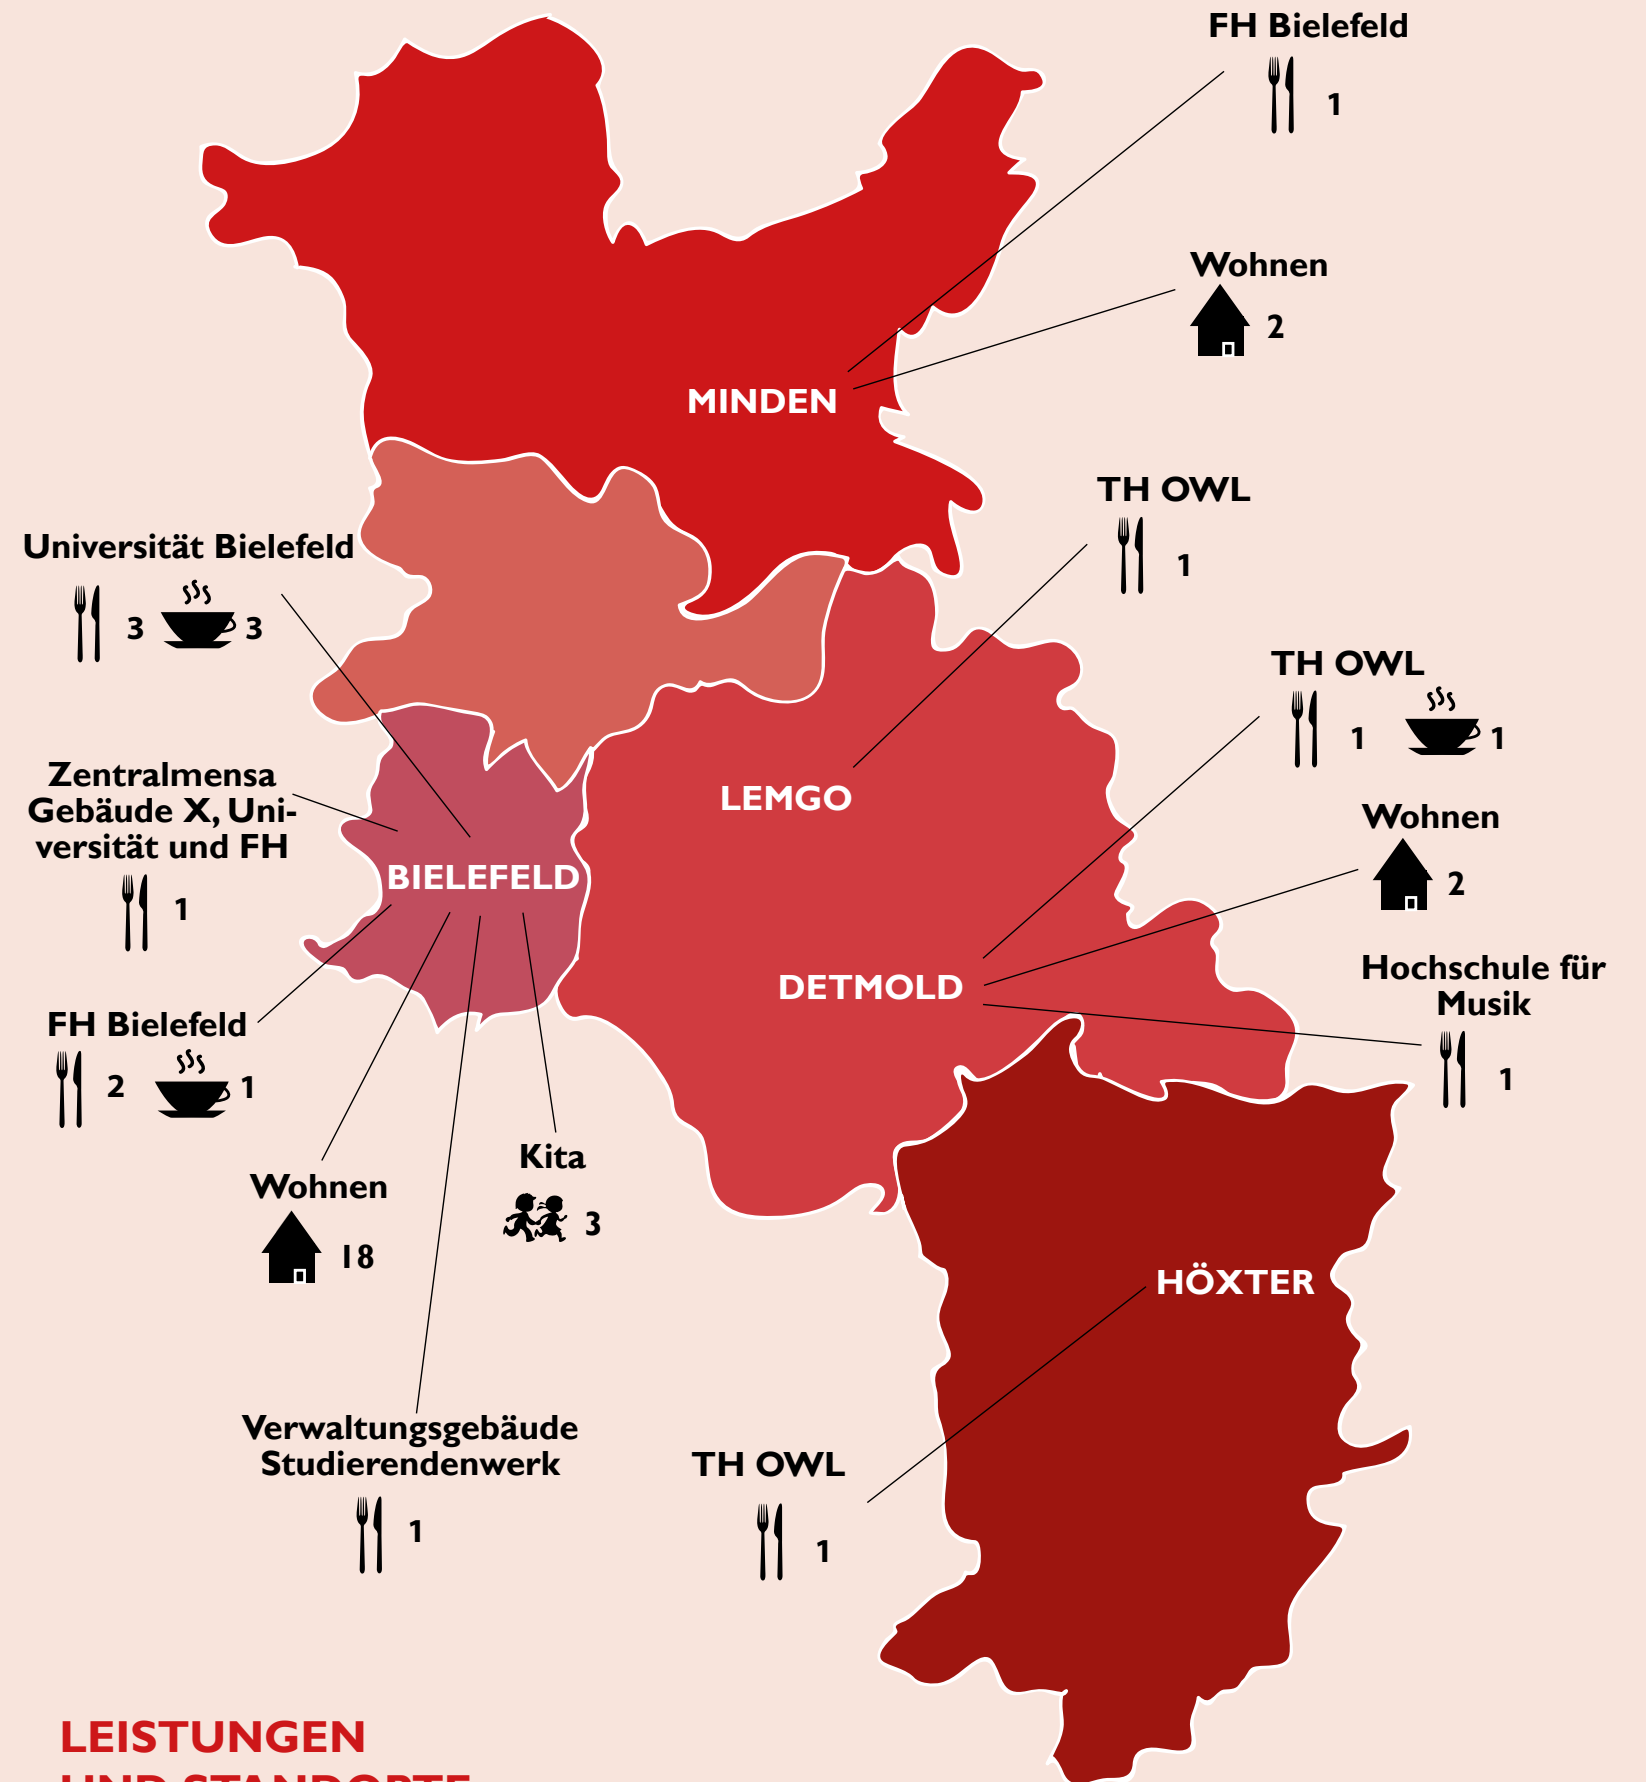 FH Bielefeld
1
Wohnen
2
MINDEN
TH OWL
1
Universität Bielefeld
3 3
TH OWL
1 1
Zentralmensa
Gebäude X, Uni-
versität und FH
1
LEMGO
Wohnen
2
BIELEFELD
DETMOLD
Hochschule für
Musik
1
FH Bielefeld
2 1
Kita
3
Wohnen
18
HÖXTER
Verwaltungsgebäude
Studierendenwerk
1
TH OWL
1
LEISTUNGEN
UND STANDORTE